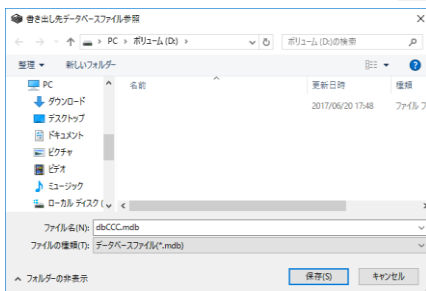 書き出し先データベースファイル参照
PC > ボリューム (D:) >
ボリューム (D:)の検索
整理 新しいフォルダー
PC
ダウンロード
デスクトップ
ドキュメント
ピクチャ
ビデオ
ミュージック
ローカル ディスク (
名前 更新日時 種類
2017/06/20 17:48 ファイル フ
ファイル名(N): dbCCC.mdb
ファイルの種類(T): データベースファイル(*.mdb)
フォルダーの非表示
保存(S) キャンセル